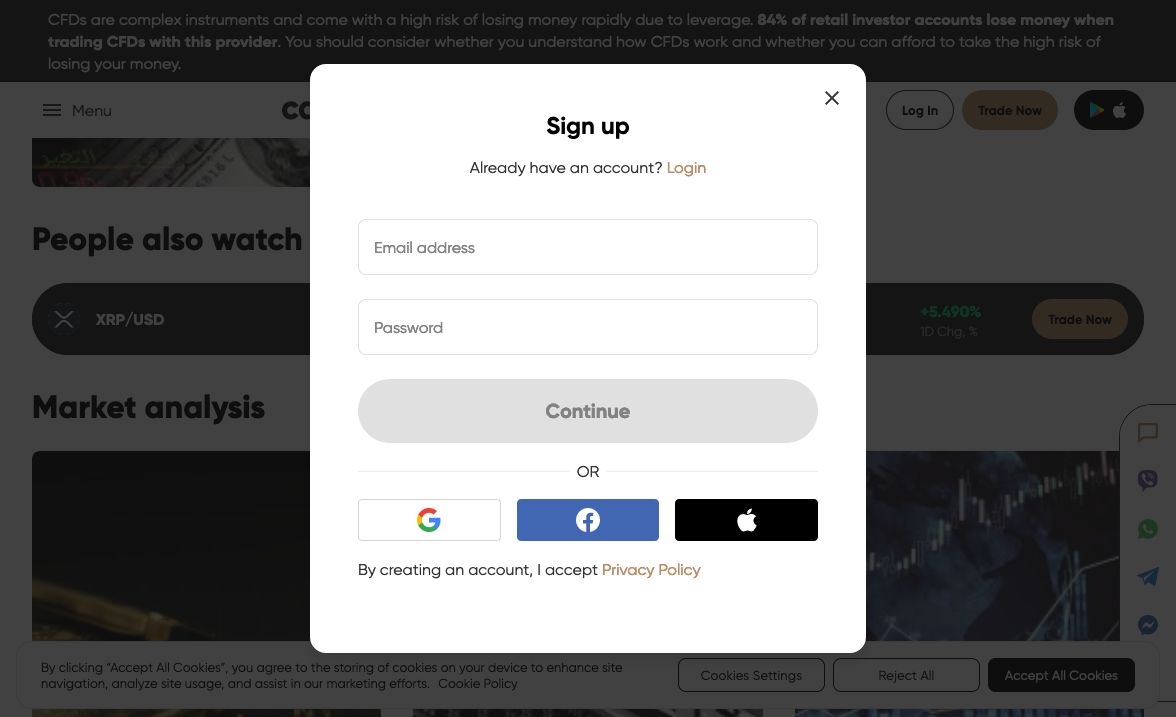 CFDs are complex instruments and come with a high risk of losing money rapidly due to leverage. 84% of retail investor accounts lose money when
trading CFDs with this provider. You should consider whether you understand how CFDs work and whether you can afford to take the high risk of
losing your money.
Menu
Log In
Trade Now
Sign up
Already have an account? Login
Email address
Password
Continue
OR
By creating an account, I accept Privacy Policy
People also watch
XRP/USD
+5.490%
1D Chg, %
Trade Now
Market analysis
By clicking “Accept All Cookies”, you agree to the storing of cookies on your device to enhance site
navigation, analyze site usage, and assist in our marketing efforts. Cookie Policy
Cookies Settings
Reject All
Accept All Cookies